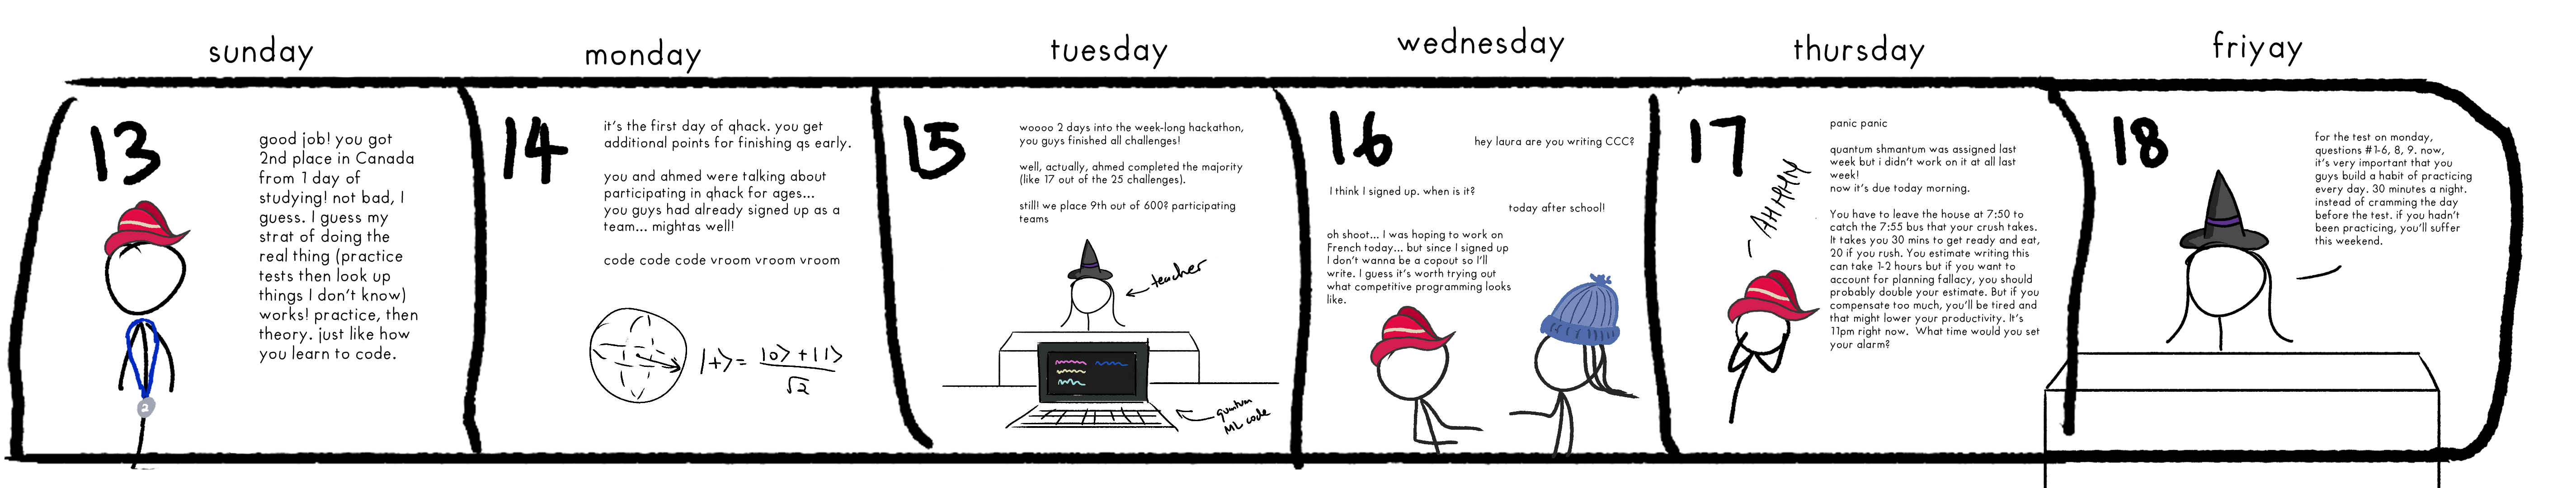 sunday
13
good job! you got
2nd place in Canada
from 1 day of
studying! not bad, I
guess. I guess my
strat of doing the
real thing (practice
tests then look up
things I don't know)
works! practice, then
theory. just like how
you learn to code.
2
monday
14
it's the first day of qhack. you get
additional points for finishing qs early.
you and ahmed were talking about
participating in qhack for ages...
you guys had already signed up as a
team... mightas well!
code code code vroom vroom vroom
|+> = |0> + |1>
√2
tuesday
15
woooo 2 days into the week-long hackathon,
you guys finished all challenges!
well, actually, ahmed completed the majority
(like 17 out of the 25 challenges).
still! we place 9th out of 600? participating
teams
teacher
quantum
ML code
wednesday
16
hey laura are you writing CCC?
I think I signed up. when is it?
today after school!
oh shoot... I was hoping to work on
French today... but since I signed up
I don't wanna be a copout so I'll
write. I guess it's worth trying out
what competitive programming looks
like.
thursday
17
panic panic
quantum shmantum was assigned last
week but i didn't work on it at all last
week!
now it's due today morning.
You have to leave the house at 7:50 to
catch the 7:55 bus that your crush takes.
It takes you 30 mins to get ready and eat,
20 if you rush. You estimate writing this
can take 1-2 hours but if you want to
account for planning fallacy, you should
probably double your estimate. But if you
compensate too much, you'll be tired and
that might lower your productivity. It's
11pm right now. What time would you set
your alarm?
friyay
18
for the test on monday,
questions #1-6, 8, 9. now,
it's very important that you
guys build a habit of practicing
every day. 30 minutes a night.
instead of cramming the day
before the test. if you hadn't
been practicing, you'll suffer
this weekend.